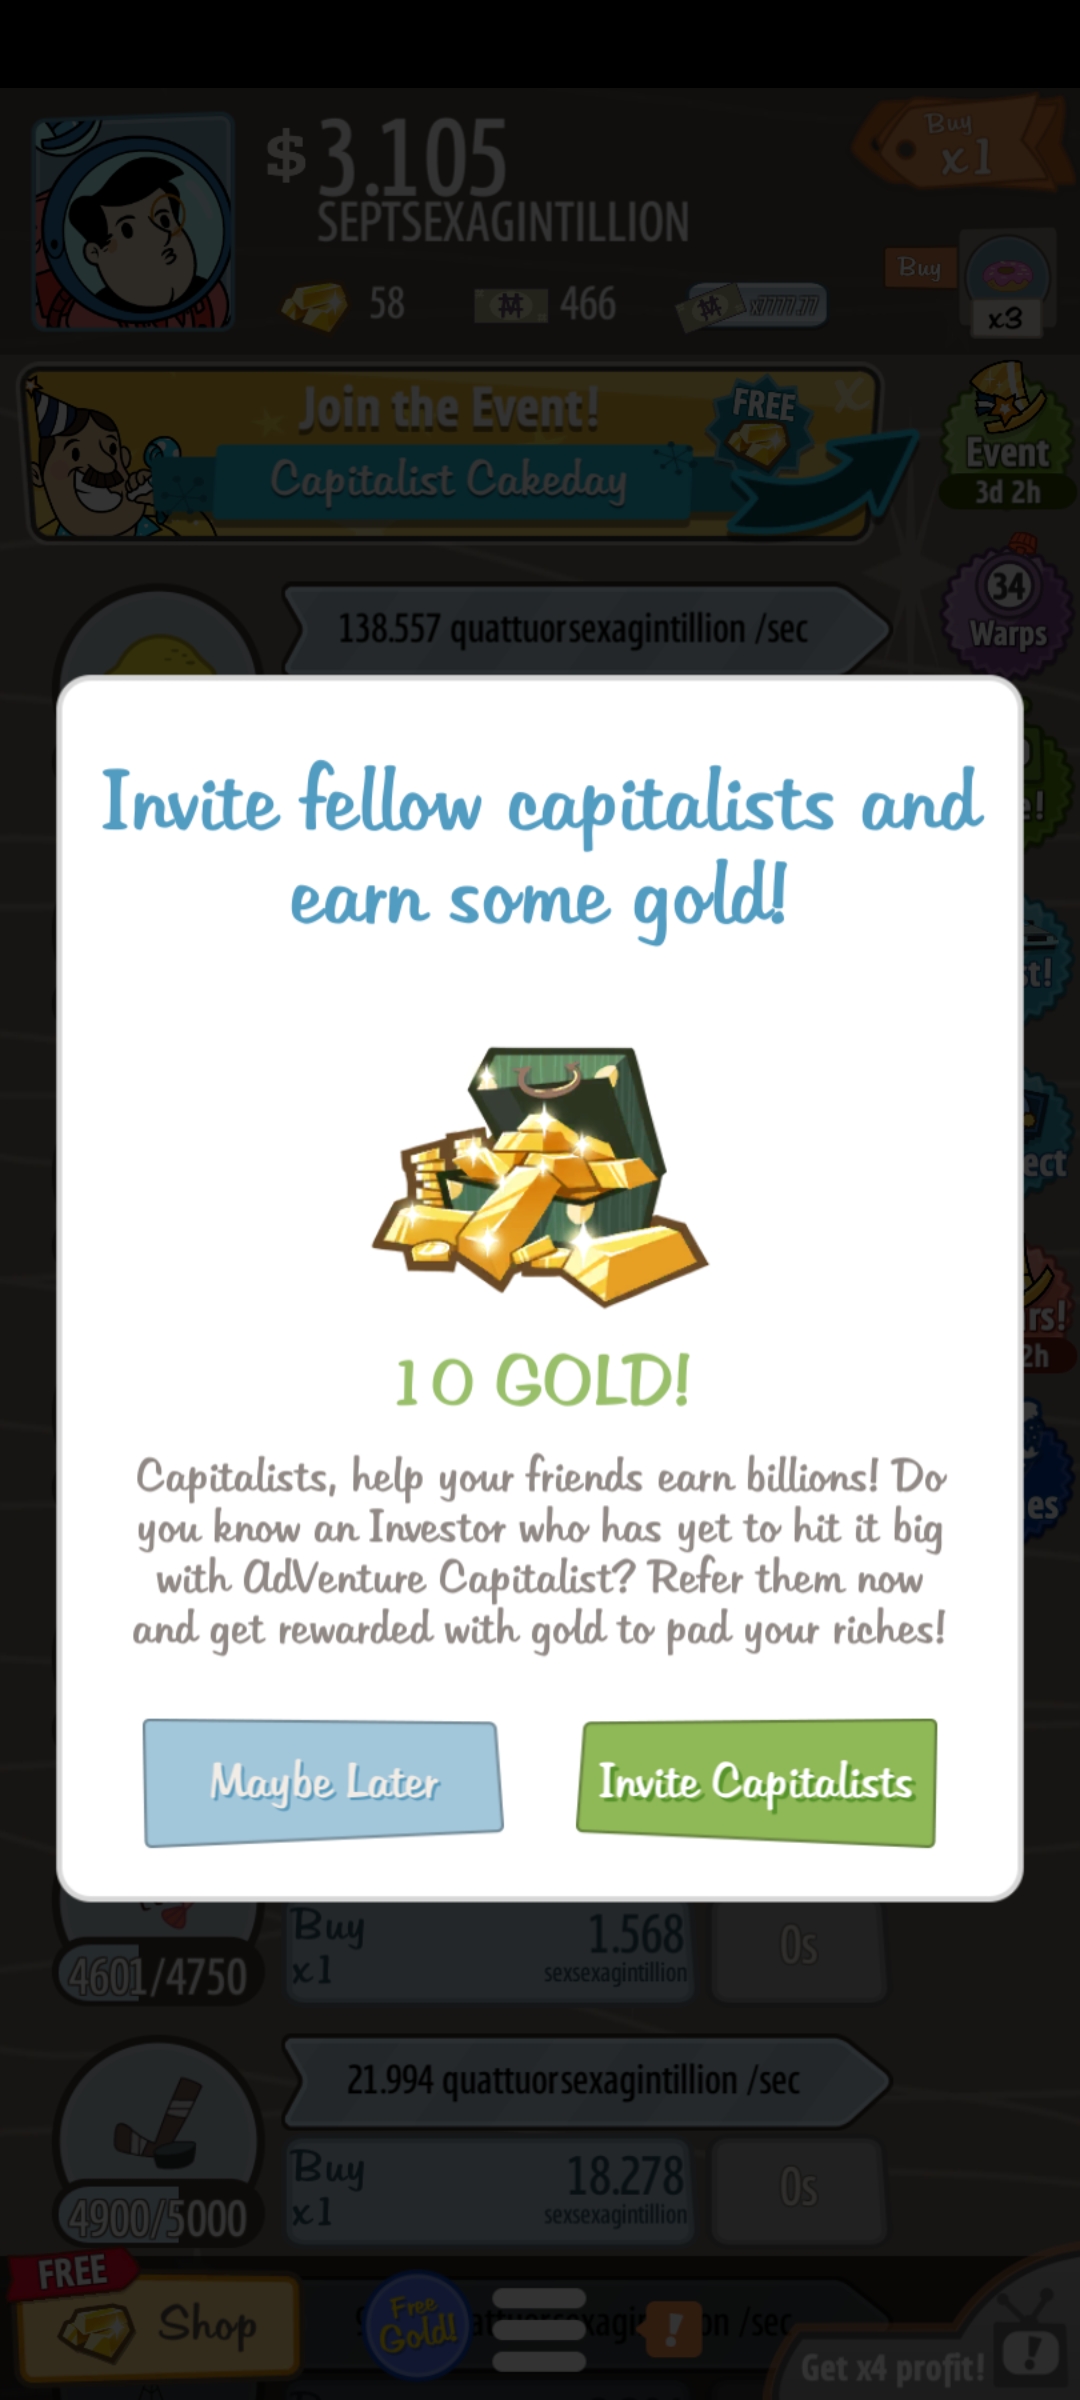 $ 3.105
SEPTSEXAGINTILLION
Buy
x1
58
466
x7777.77
Buy
x3
Join the Event!
Capitalist Cakeday
FREE
X
Event
3d 2h
138.557 quattuorsexagintillion /sec
34
Warps
Invite fellow capitalists and
earn some gold!
e!
st!
ect
rs!
2h
es
10 GOLD!
Capitalists, help your friends earn billions! Do
you know an Investor who has yet to hit it big
with AdVenture Capitalist? Refer them now
and get rewarded with gold to pad your riches!
Maybe Later
Invite Capitalists
4601/4750
Buy
x1
1.568
sexsexagintillion
0s
21.994 quattuorsexagintillion /sec
4900/5000
Buy
x1
18.278
sexsexagintillion
0s
FREE
Shop
Free
Gold!
!
/sec
Get x4 profit!
!